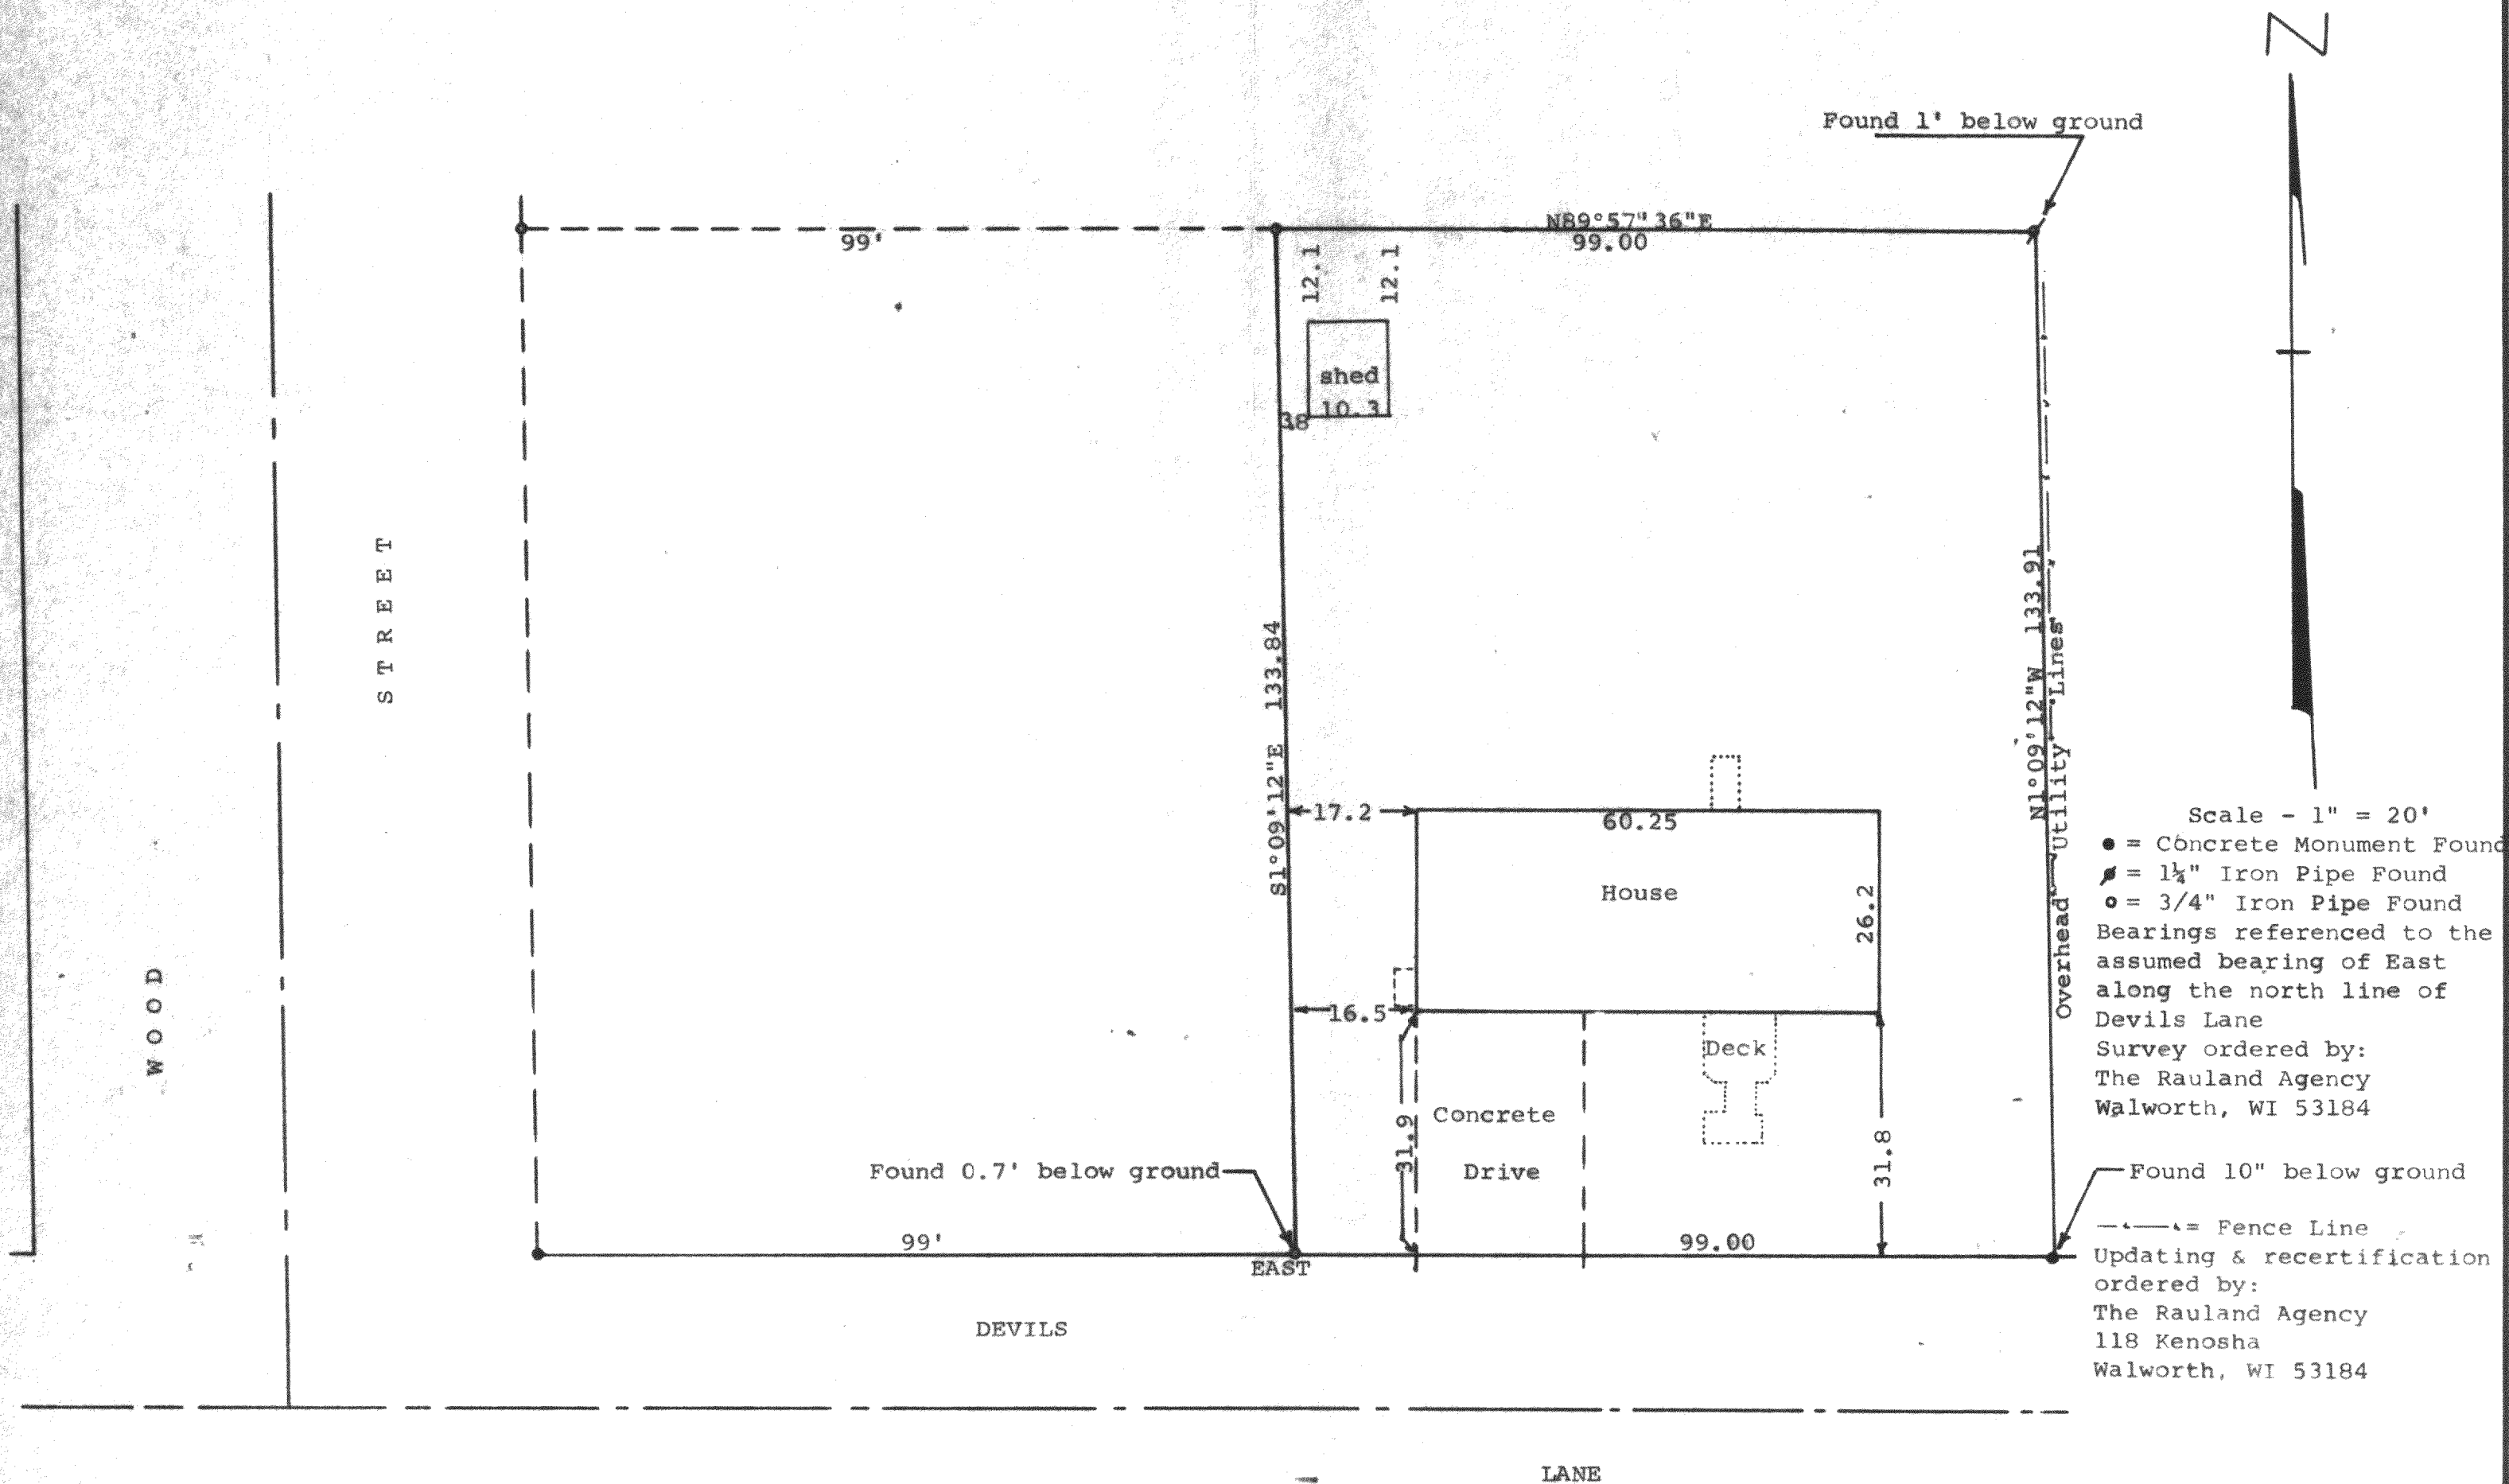 N
Found 1' below ground
N89°57"36"E
99'
99.00
12.1
12.1
shed
10.3
38
STREET
WOOD
S1°09'12"E 133.84
N1°09'12"W 133.91
Overhead Utility Lines
17.2
60.25
House
26.2
16.5
Deck
31.9
Concrete
Drive
31.8
Found 0.7' below ground
99'
99.00
EAST
DEVILS
LANE
Scale - 1" = 20'
= Concrete Monument Found
= 1¼" Iron Pipe Found
= 3/4" Iron Pipe Found
Bearings referenced to the
assumed bearing of East
along the north line of
Devils Lane
Survey ordered by:
The Rauland Agency
Walworth, WI 53184
Found 10" below ground
= Fence Line
Updating & recertification
ordered by:
The Rauland Agency
118 Kenosha
Walworth, WI 53184